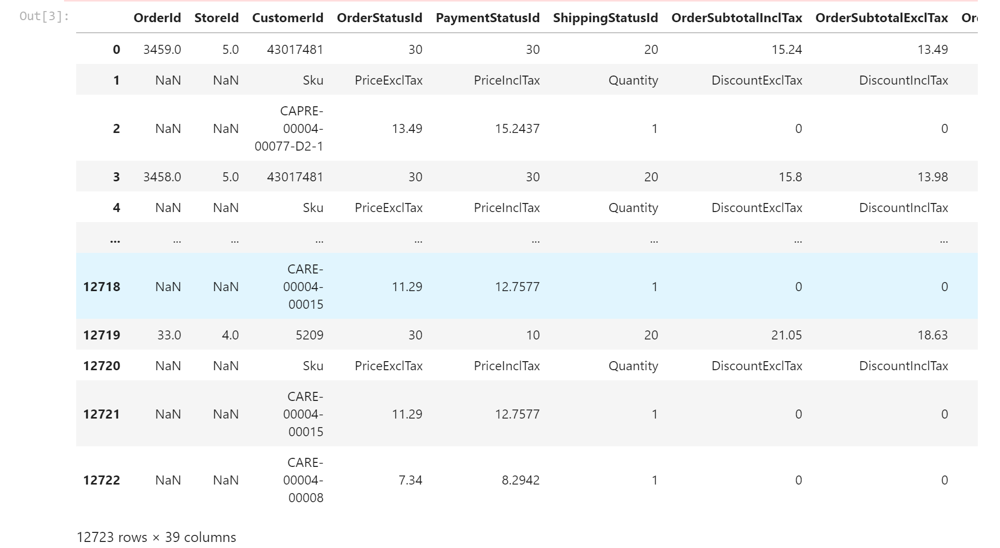 Out[3]:
OrderId StoreId CustomerId OrderStatusId PaymentStatusId ShippingStatusId OrderSubtotalInclTax OrderSubtotalExclTax
0 3459.0 5.0 43017481 30 30 20 15.24 13.49
1 NaN NaN Sku PriceExclTax PriceInclTax Quantity DiscountExclTax DiscountInclTax
CAPRE-
2 NaN NaN 00004- 13.49 15.2437 1 0 0
00077-D2-1
3 3458.0 5.0 43017481 30 30 20 15.8 13.98
4 NaN NaN Sku PriceExclTax PriceInclTax Quantity DiscountExclTax DiscountInclTax
... ... ... ... ... ... ... ... ...
CARE-
12718 NaN NaN 00004- 11.29 12.7577 1 0 0
00015
12719 33.0 4.0 5209 30 10 20 21.05 18.63
12720 NaN NaN Sku PriceExclTax PriceInclTax Quantity DiscountExclTax DiscountInclTax
CARE-
12721 NaN NaN 00004- 11.29 12.7577 1 0 0
00015
CARE-
12722 NaN NaN 00004- 7.34 8.2942 1 0 0
00008
12723 rows × 39 columns